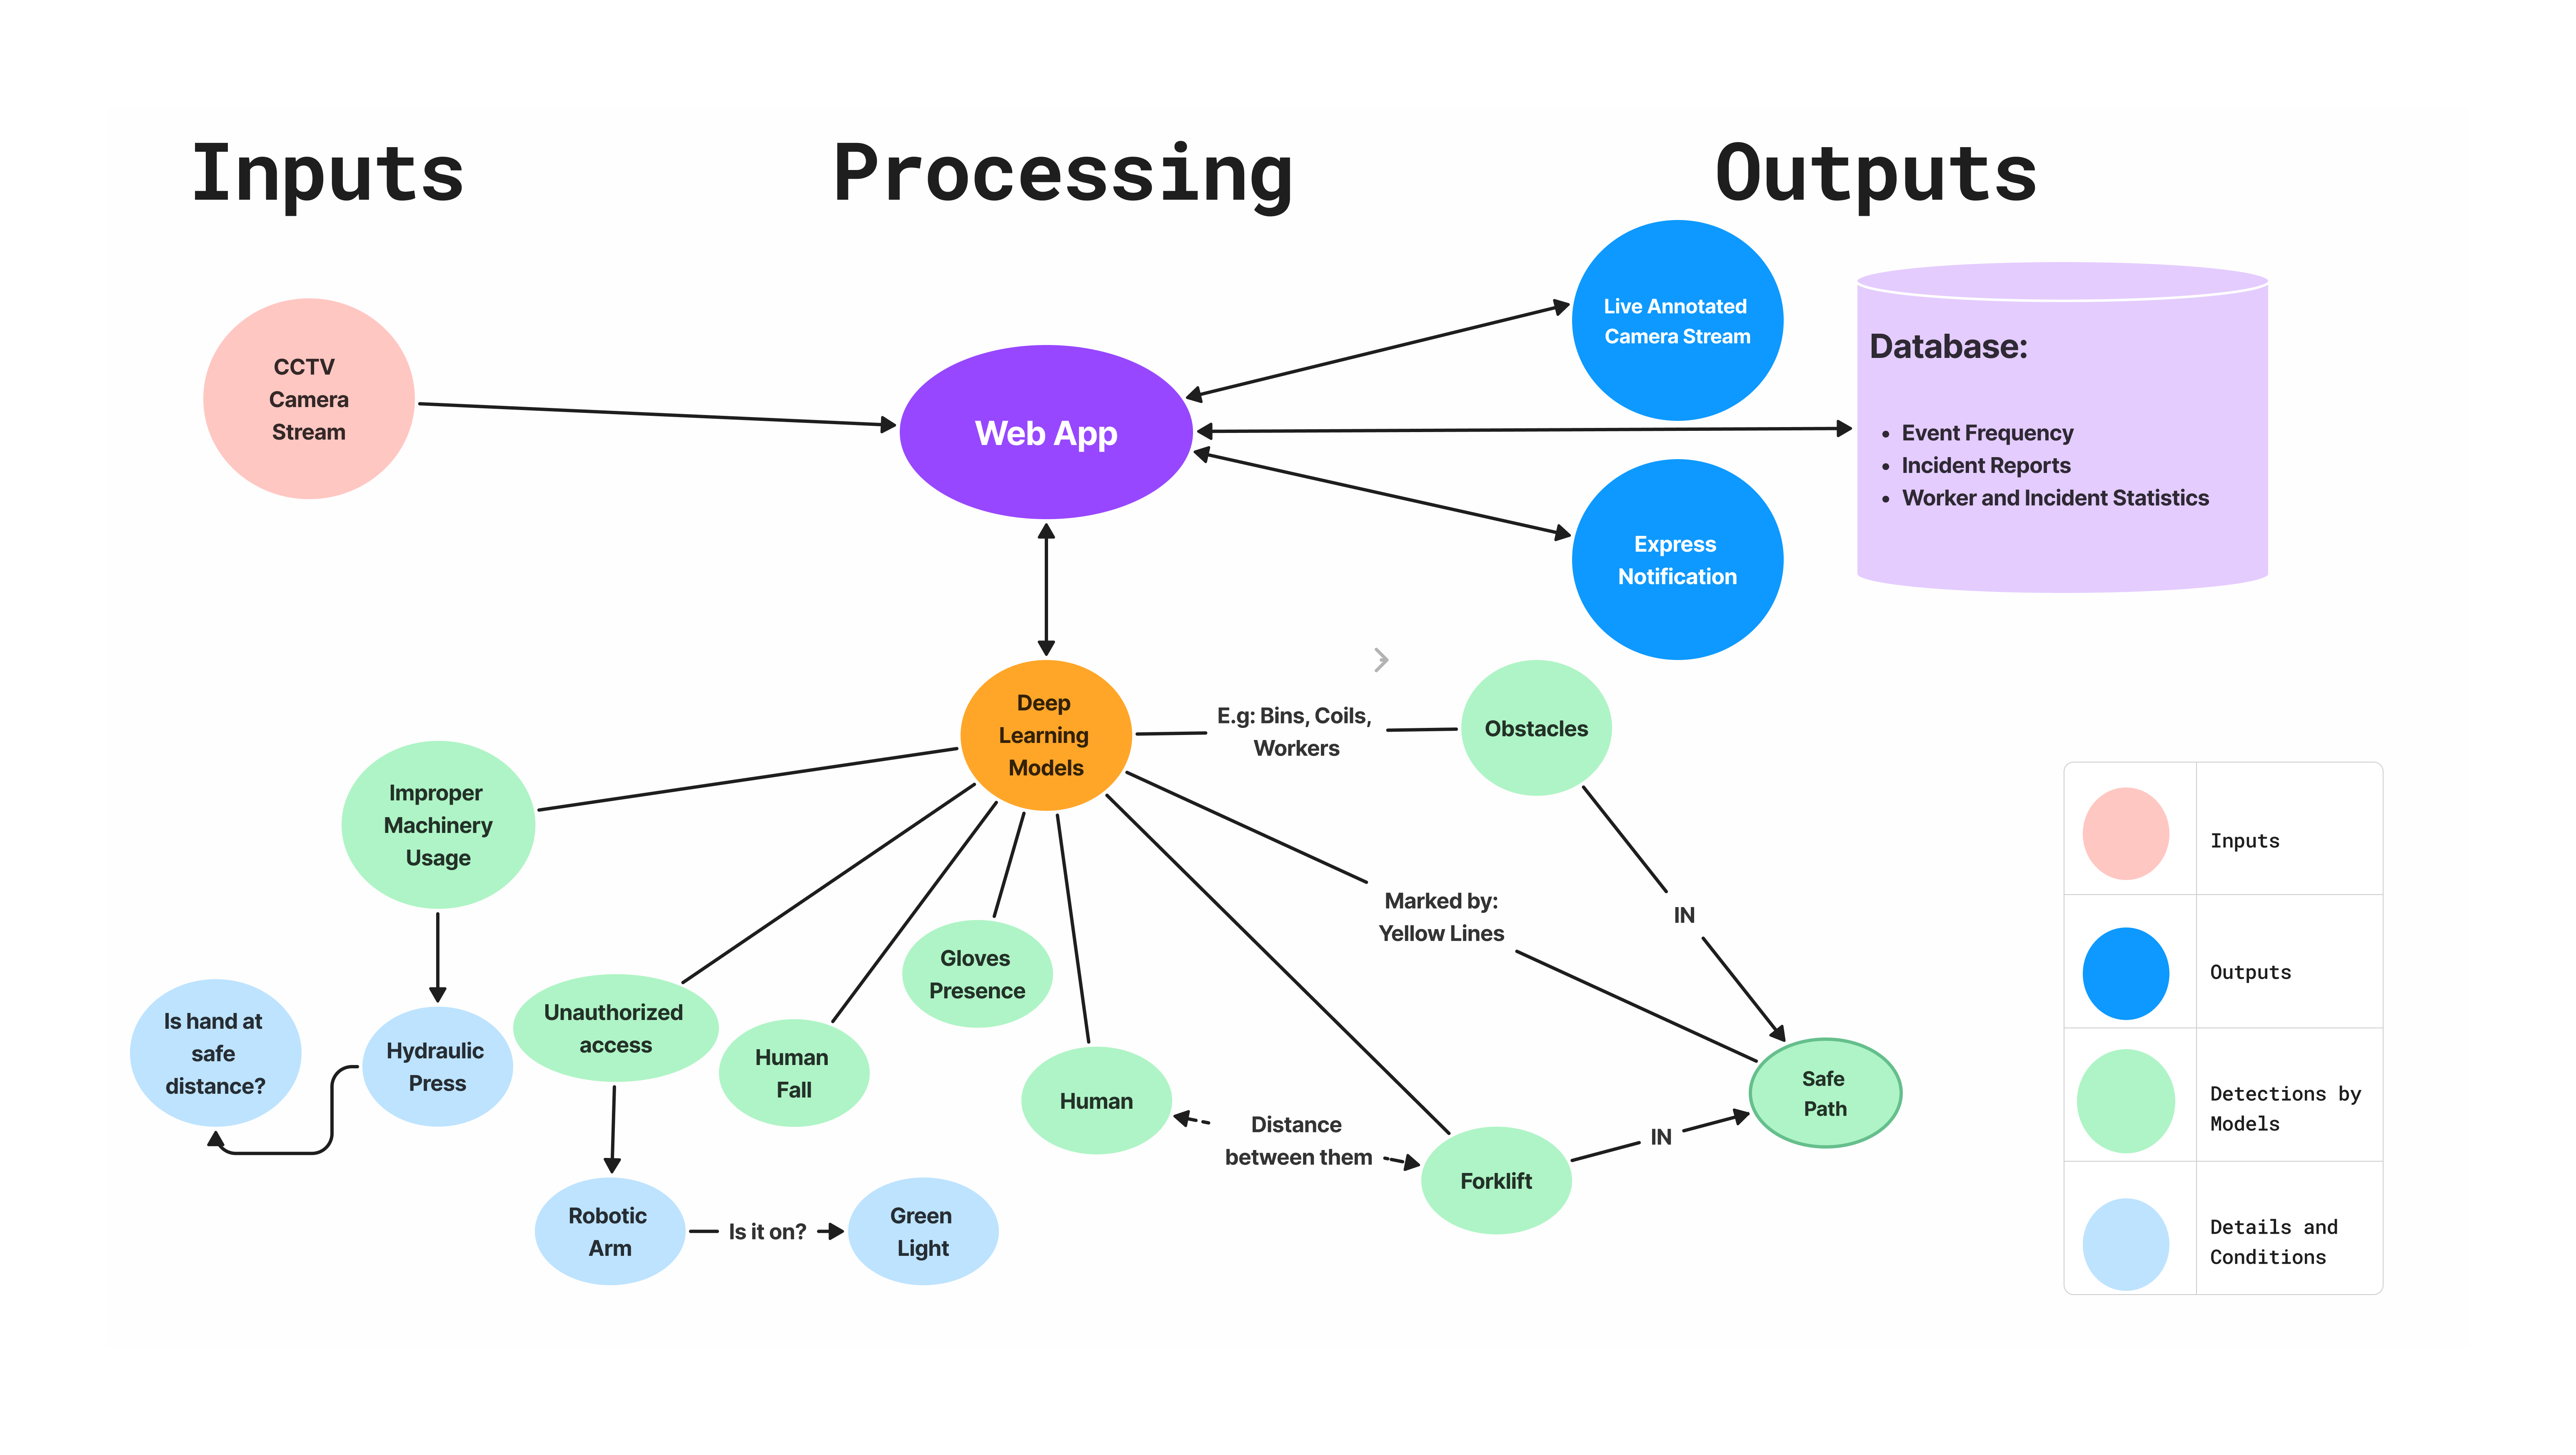 Inputs
Processing
Outputs
CCTV
Camera
Stream
Web App
Live Annotated
Camera Stream
Express
Notification
Database:
• Event Frequency
• Incident Reports
• Worker and Incident Statistics
Deep
Learning
Models
E.g: Bins, Coils,
Workers
Obstacles
Improper
Machinery
Usage
Marked by:
Yellow Lines
IN
Is hand at
safe
distance?
Hydraulic
Press
Unauthorized
access
Human
Fall
Gloves
Presence
Human
Distance
between them
Forklift
IN
Safe
Path
Robotic
Arm
Is it on?
Green
Light
Inputs
Outputs
Detections by
Models
Details and
Conditions